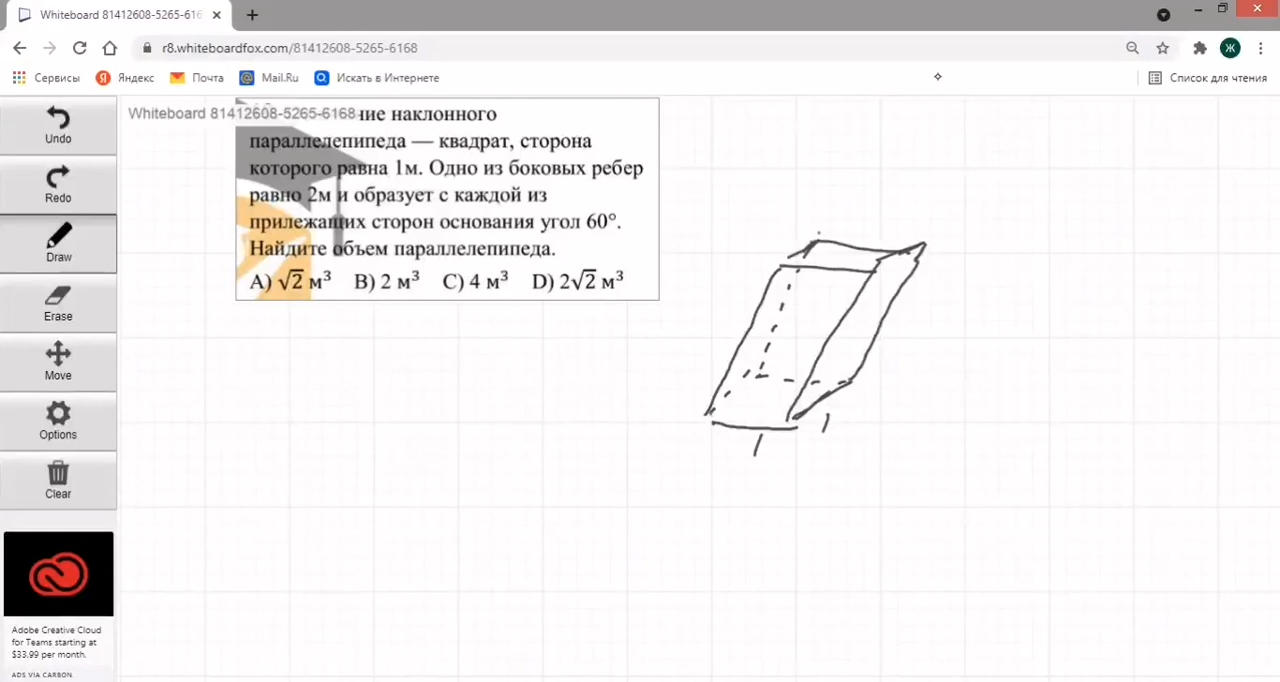 Whiteboard 81412608-5265-616
r8.whiteboardfox.com/81412608-5265-6168
Ж
Сервисы Яндекс Почта Mail.Ru Искать в Интернете Список для чтения
Whiteboard 81412608-5265-6168
ние наклонного
параллелепипеда — квадрат, сторона
которого равна 1м. Одно из боковых ребер
равно 2м и образует с каждой из
прилежащих сторон основания угол 60°.
Найдите объем параллелепипеда.
A) √2 м³ B) 2 м³ C) 4 м³ D) 2√2 м³
Undo
Redo
Draw
Erase
Move
Options
Clear
1
1
Adobe Creative Cloud
for Teams starting at
$33.99 per month.
ADS VIA CARBON